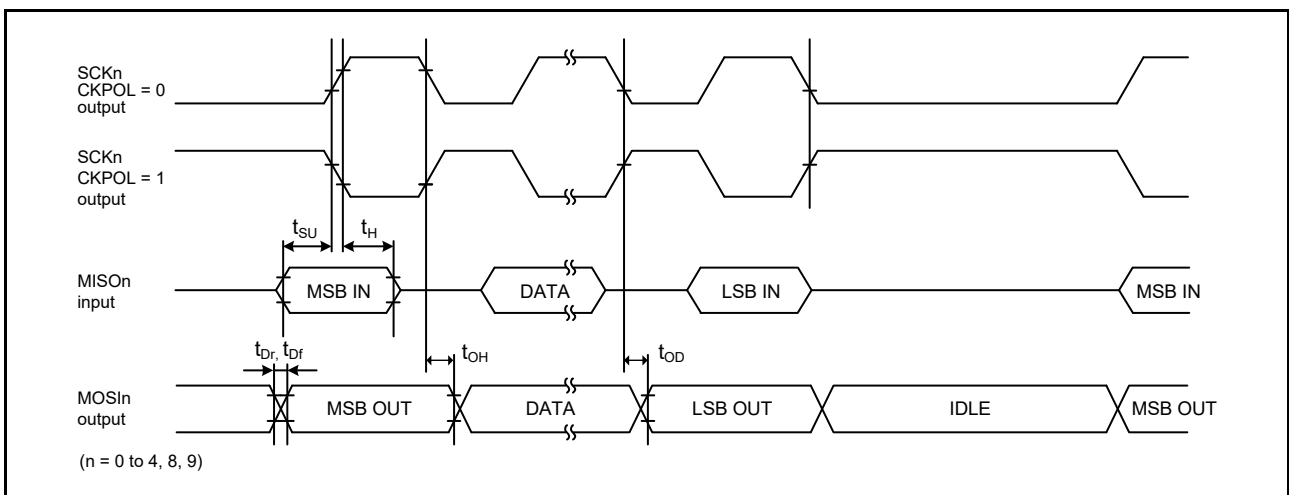 SCKn
CKPOL = 0
output
SCKn
CKPOL = 1
output
tSU
tH
MISOn
input
MSB IN
DATA
LSB IN
MSB IN
tDr, tDf
tOH
tOD
MOSIn
output
MSB OUT
DATA
LSB OUT
IDLE
MSB OUT
(n = 0 to 4, 8, 9)